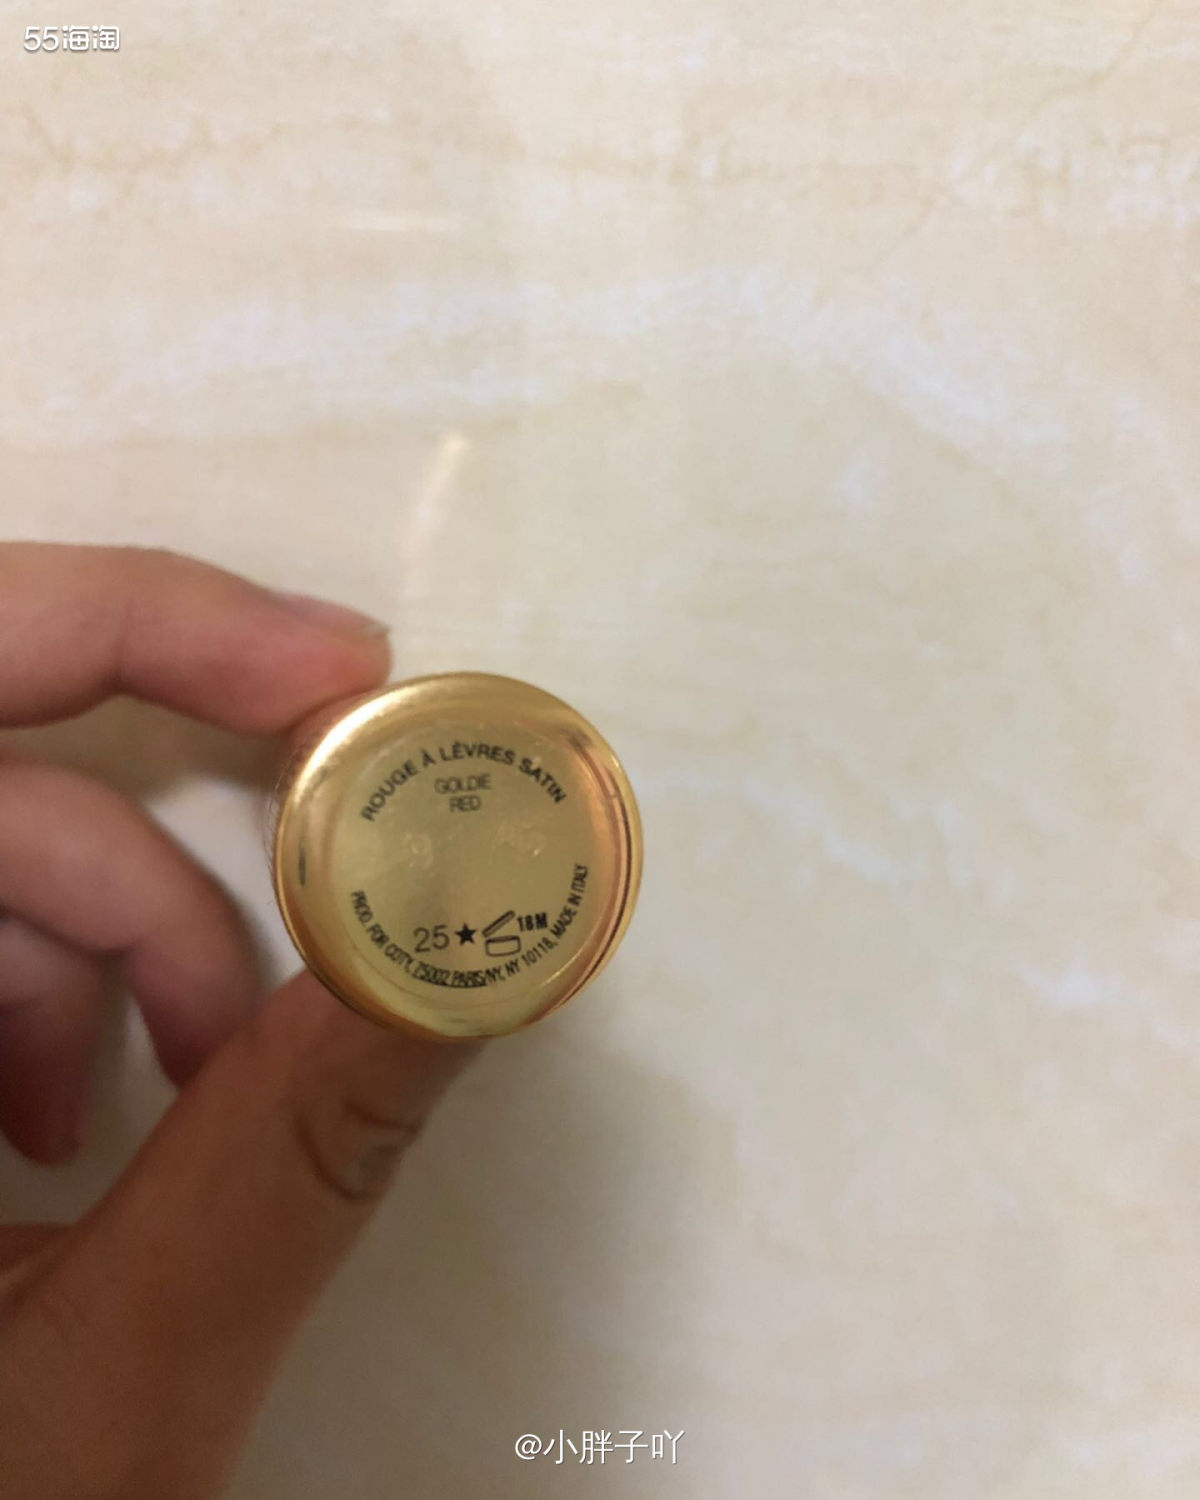 55海淘
ROUGE À LÈVRES SATIN
GOLDIE
RED
25★ 18M
PROD. FOR COTY, 75002 PARIS/NY, NY 10118, MADE IN ITALY
@小胖子吖